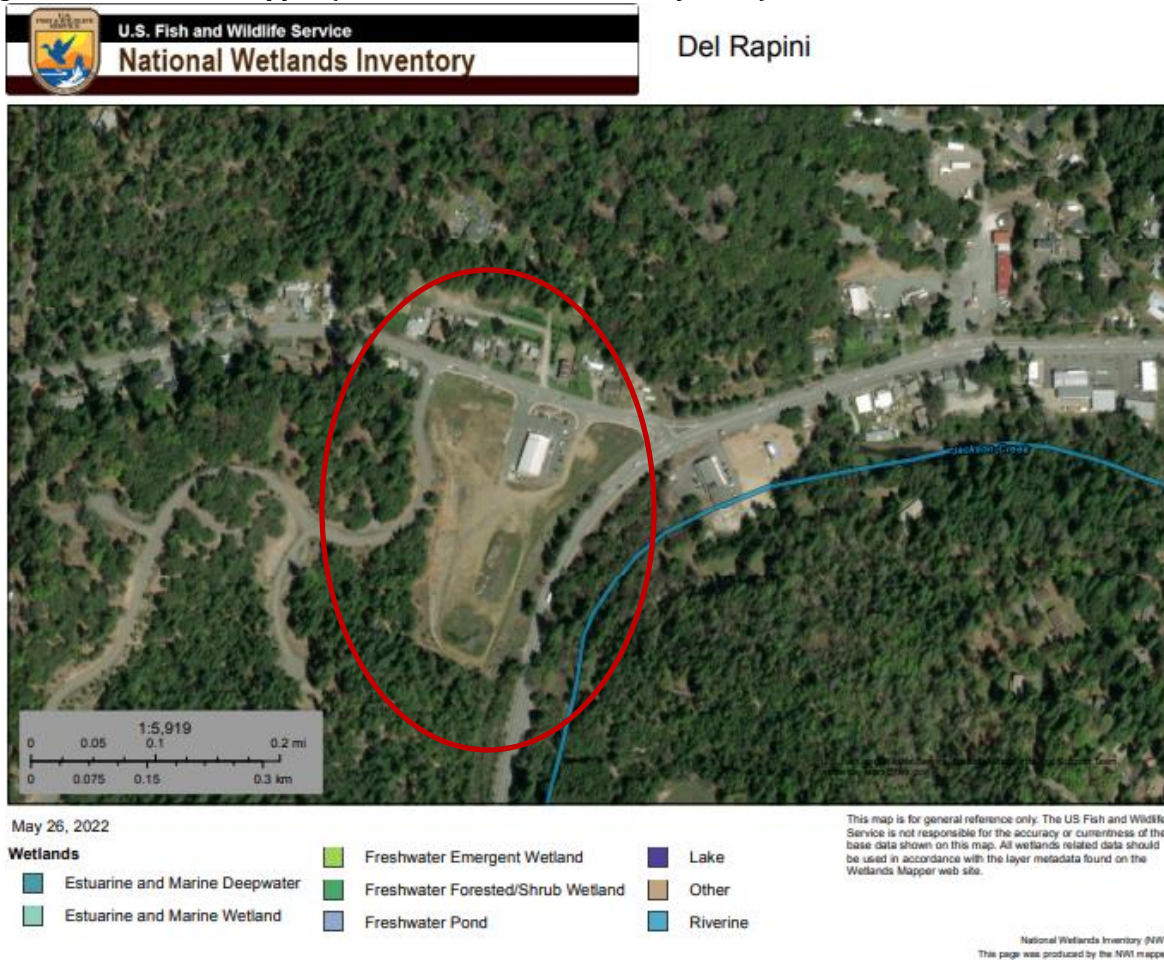 U.S.
FISH & WILDLIFE
SERVICE
U.S. Fish and Wildlife Service
National Wetlands Inventory
Del Rapini
1:5,919
0 0.05 0.1 0.2 mi
0 0.075 0.15 0.3 km
May 26, 2022
Wetlands
Estuarine and Marine Deepwater
Estuarine and Marine Wetland
Freshwater Emergent Wetland
Freshwater Forested/Shrub Wetland
Freshwater Pond
Lake
Other
Riverine
This map is for general reference only. The US Fish and Wildlife
Service is not responsible for the accuracy or currentness of the
base data shown on this map. All wetlands related data should
be used in accordance with the layer metadata found on the
Wetlands Mapper web site.
National Wetlands Inventory (NW
This page was produced by the NWI mappe